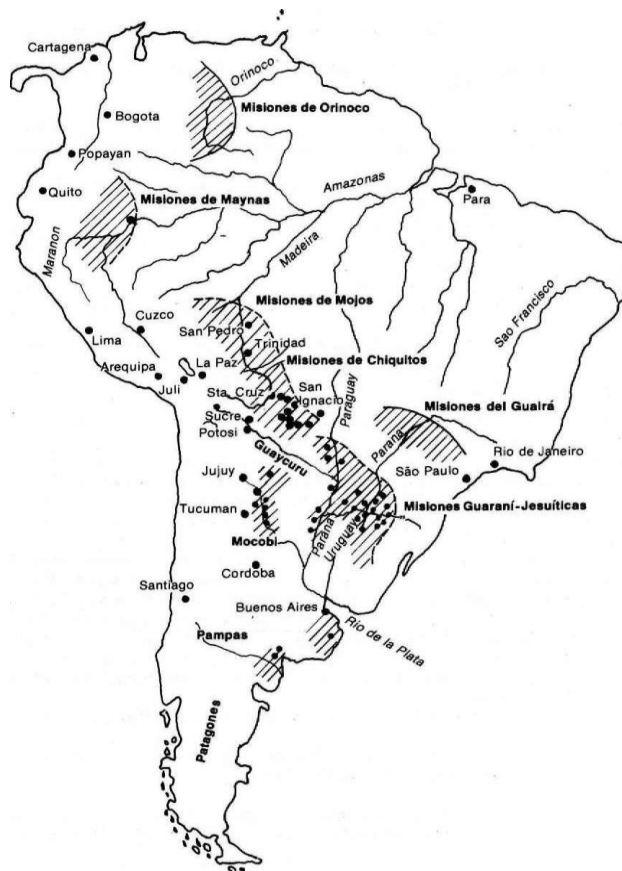 Cartagena
Orinoco
Misiones de Orinoco
Bogota
Popayan
Amazonas
Quito
Misiones de Maynas
Para
Maranon
Madeira
Sao Francisco
Misiones de Mojos
Cuzco
San Pedro
Lima
Trinidad
Misiones de Chiquitos
Arequipa
La Paz
Juli
Sta. Cruz
San
Ignacio
Paraguay
Misiones del Guairá
Sucre
Potosi
Parana
Rio de Janeiro
Guaycuru
São Paulo
Jujuy
Misiones Guaraní-Jesuíticas
Tucuman
Parana
Uruguay
Mocobi
Cordoba
Santiago
Buenos Aires
Rio de la Plata
Pampas
Patagones